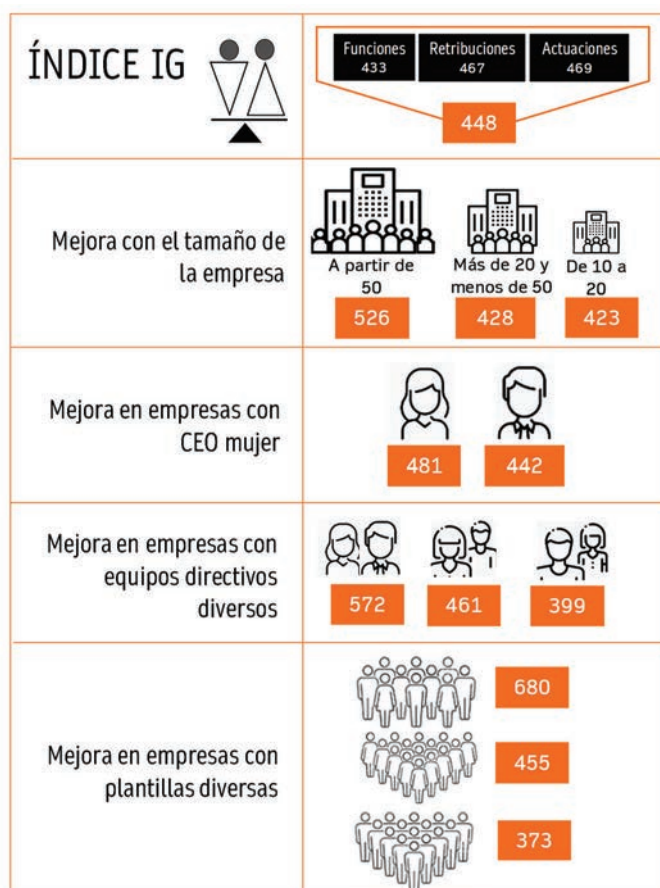 ÍNDICE IG
Funciones
433
Retribuciones
467
Actuaciones
469
448
Mejora con el tamaño de
la empresa
A partir de
50
526
Más de 20 y
menos de 50
428
De 10 a
20
423
Mejora en empresas con
CEO mujer
481
442
Mejora en empresas con
equipos directivos
diversos
572
461
399
Mejora en empresas con
plantillas diversas
680
455
373